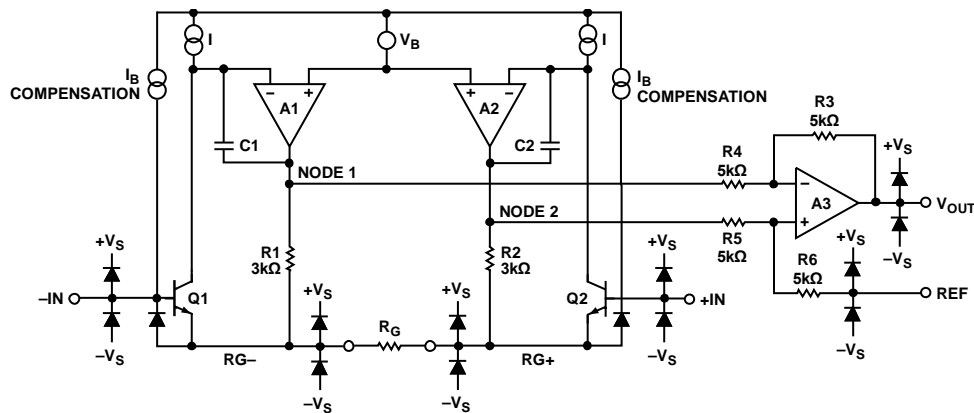 I
V_B
I
I_B
COMPENSATION
I_B
COMPENSATION
–
+
A1
+
–
A2
C1
C2
NODE 1
NODE 2
R3
5kΩ
R4
5kΩ
–
+
A3
+V_S
V_OUT
–V_S
R5
5kΩ
R6
5kΩ
+V_S
REF
–V_S
R1
3kΩ
R2
3kΩ
+V_S
–IN
–V_S
Q1
+V_S
R_G
+V_S
Q2
+V_S
+IN
–V_S
RG–
–V_S
–V_S
RG+